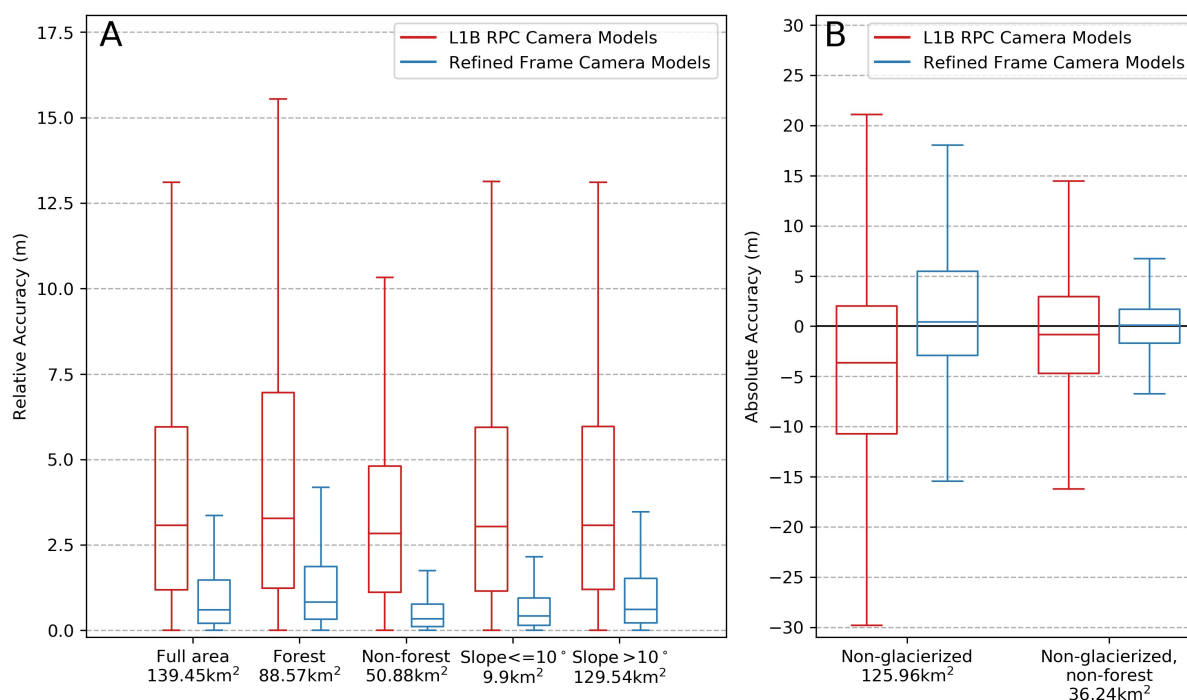 A
L1B RPC Camera Models
Refined Frame Camera Models
Relative Accuracy (m)
17.5
15.0
12.5
10.0
7.5
5.0
2.5
0.0
Full area
139.45km²
Forest
88.57km²
Non-forest
50.88km²
Slope<=10°
9.9km²
Slope >10°
129.54km²
B
L1B RPC Camera Models
Refined Frame Camera Models
Absolute Accuracy (m)
30
25
20
15
10
5
0
−5
−10
−15
−20
−25
−30
Non-glacierized
125.96km²
Non-glacierized,
non-forest
36.24km²